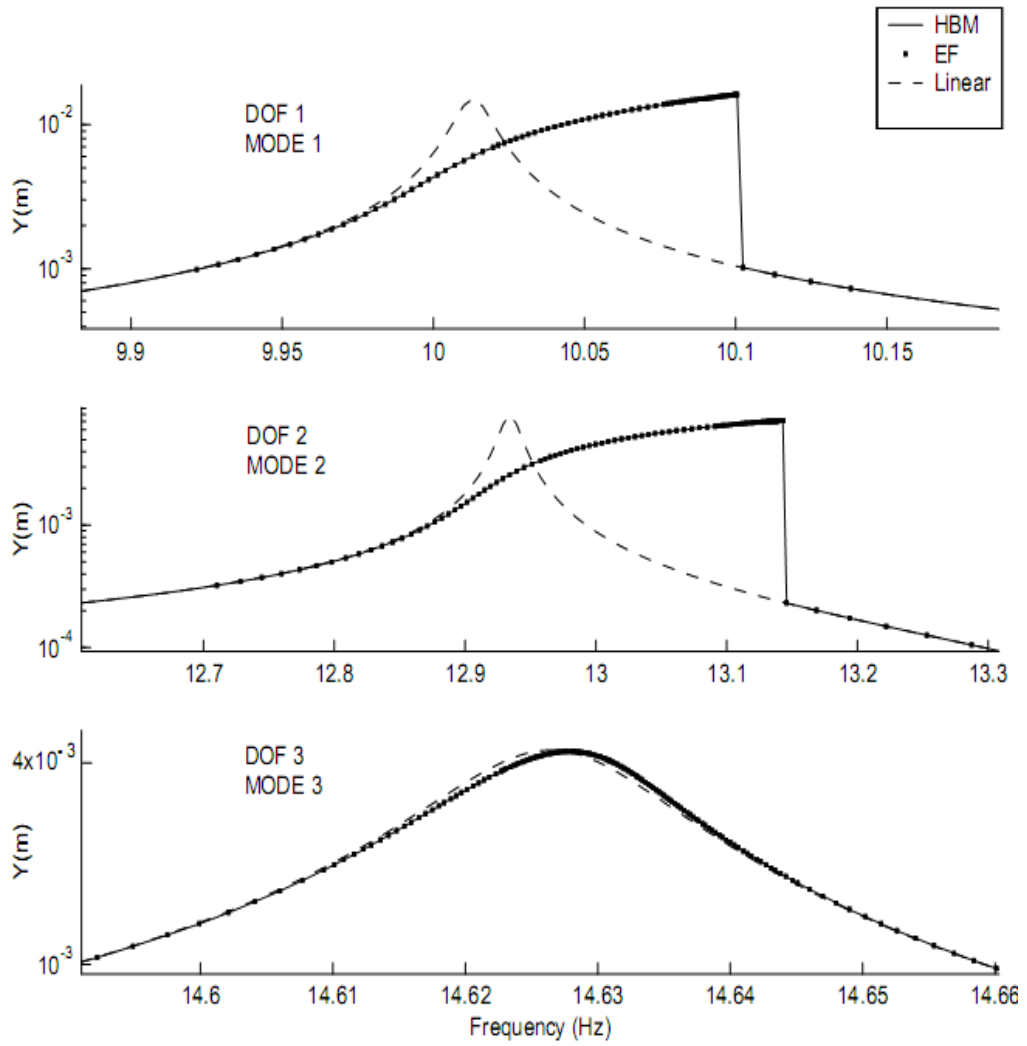 HBM
EF
Linear
DOF 1
MODE 1
Y(m)
10⁻²
10⁻³
9.9 9.95 10 10.05 10.1 10.15
DOF 2
MODE 2
Y(m)
10⁻³
10⁻⁴
12.7 12.8 12.9 13 13.1 13.2 13.3
DOF 3
MODE 3
Y(m)
4x10⁻³
10⁻³
14.6 14.61 14.62 14.63 14.64 14.65 14.66
Frequency (Hz)